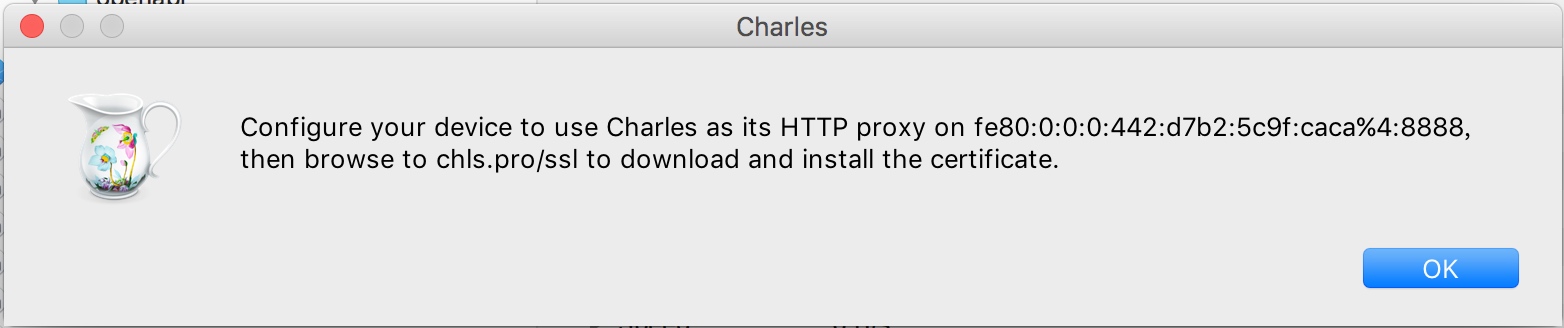 Charles
Configure your device to use Charles as its HTTP proxy on fe80:0:0:0:442:d7b2:5c9f:caca%4:8888,
then browse to chls.pro/ssl to download and install the certificate.
OK